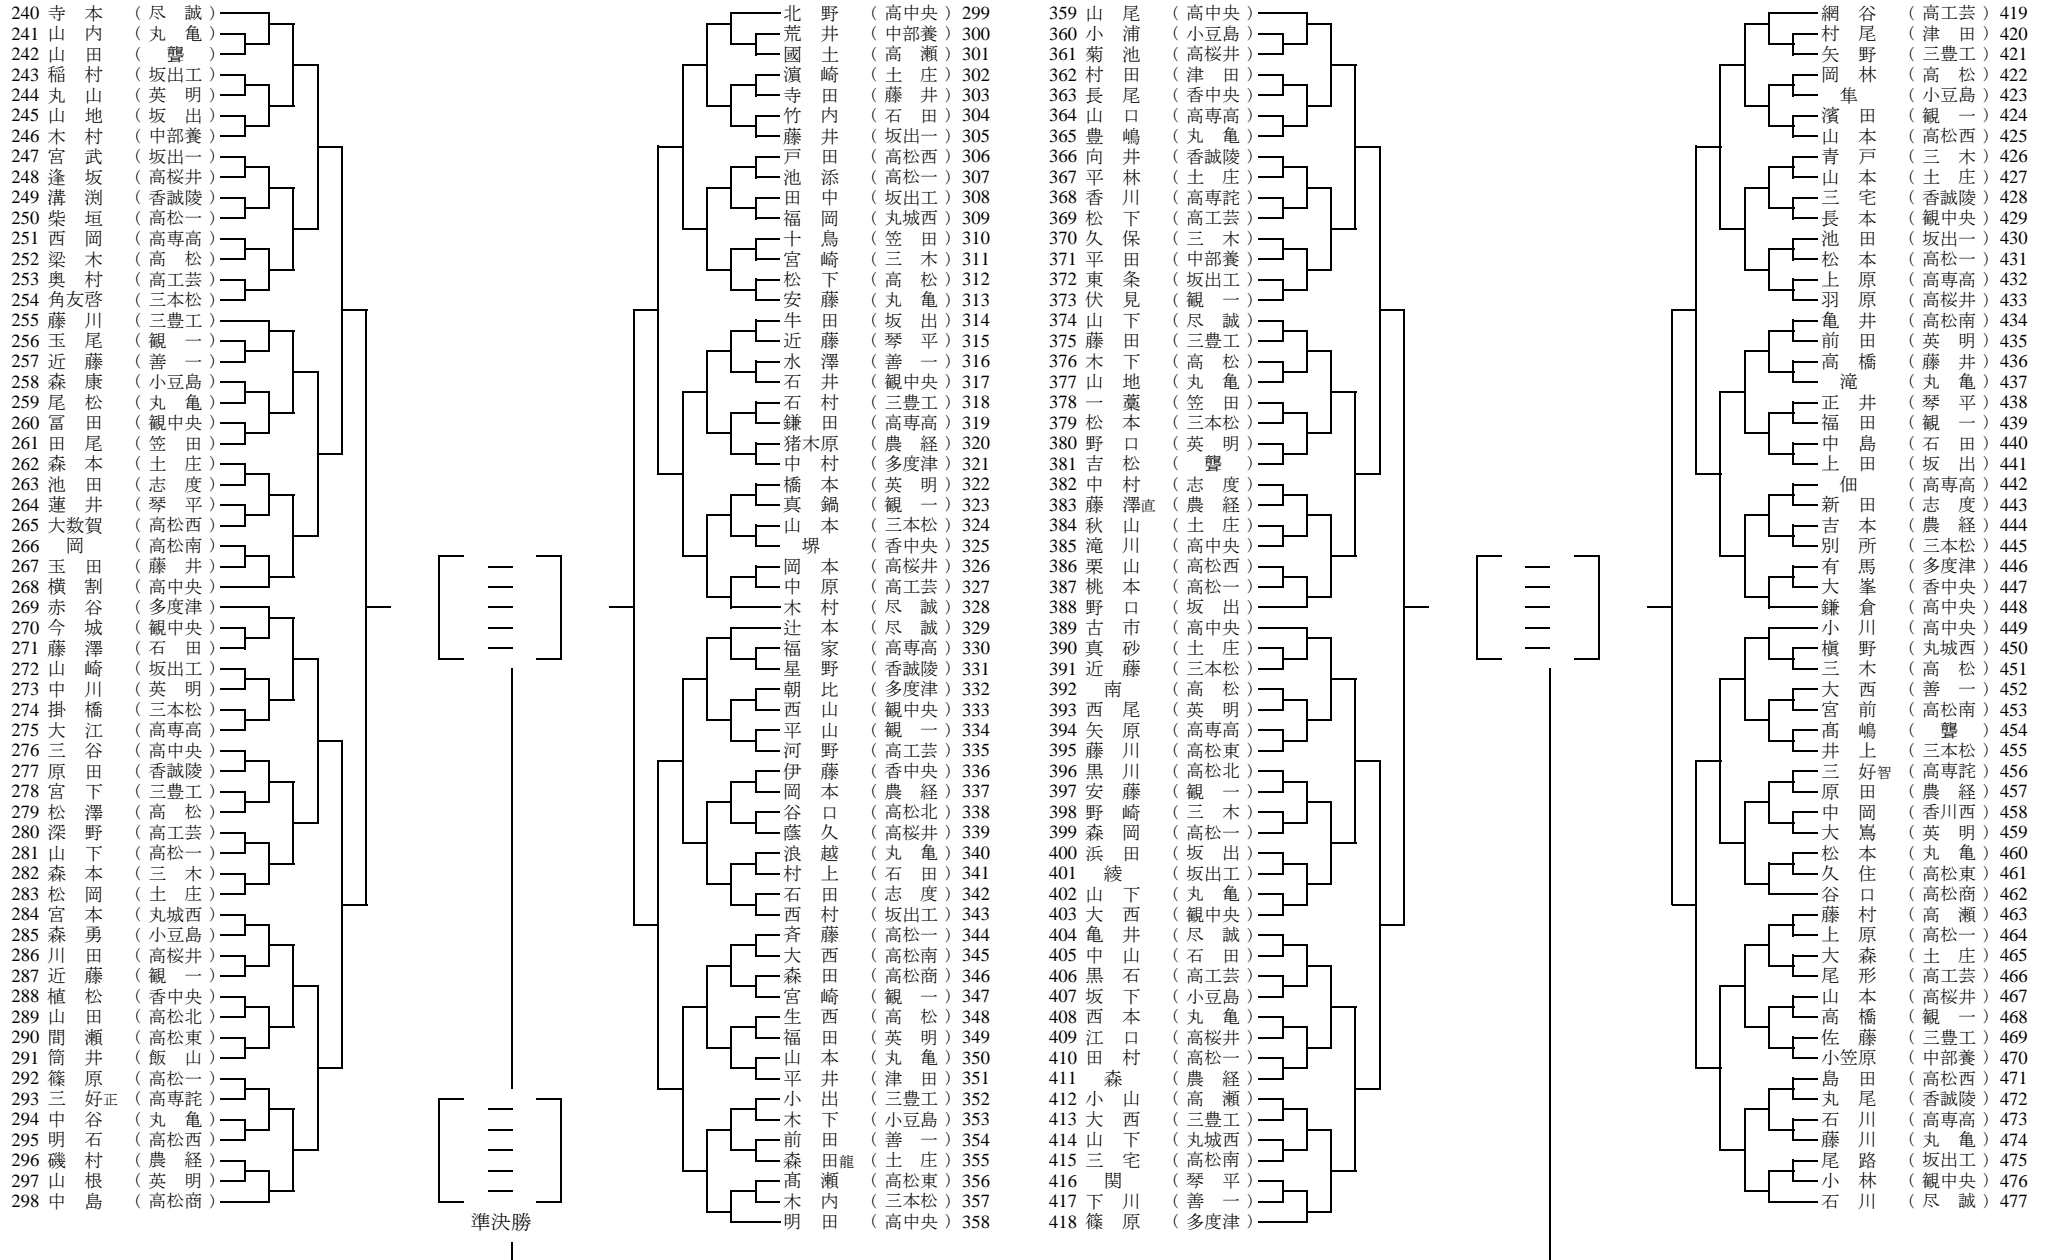 240 寺本 （尽誠）
241 山内 （丸亀）
242 山田 （聾）
243 稲村 （坂出工）
244 丸山 （英明）
245 山地 （坂出）
246 木村 （中部養）
247 宮武 （坂出一）
248 逢坂 （高桜井）
249 溝渕 （香誠陵）
250 柴垣 （高松一）
251 西岡 （高専高）
252 梁木 （高松）
253 奥村 （高工芸）
254 角友啓 （三本松）
255 藤川 （三豊工）
256 玉尾 （観一）
257 近藤 （善一）
258 森康 （小豆島）
259 尾松 （丸亀）
260 冨田 （観中央）
261 田尾 （笠田）
262 森本 （土庄）
263 池田 （志度）
264 蓮井 （琴平）
265 大数賀 （高松西）
266 岡 （高松南）
267 玉田 （藤井）
268 横割 （高中央）
269 赤谷 （多度津）
270 今城 （観中央）
271 藤澤 （石田）
272 山崎 （坂出工）
273 中川 （英明）
274 掛橋 （三本松）
275 大江 （高専高）
276 三谷 （高中央）
277 原田 （香誠陵）
278 宮下 （三豊工）
279 松澤 （高松）
280 深野 （高工芸）
281 山下 （高松一）
282 森本 （三木）
283 松岡 （土庄）
284 宮本 （丸城西）
285 森勇 （小豆島）
286 川田 （高桜井）
287 近藤 （観一）
288 植松 （香中央）
289 山田 （高松北）
290 間瀬 （高松東）
291 筒井 （飯山）
292 篠原 （高松一）
293 三好正 （高専詫）
294 中谷 （丸亀）
295 明石 （高松西）
296 磯村 （農経）
297 山根 （英明）
298 中島 （高松商）
準決勝
北野 （高中央） 299
荒井 （中部養） 300
國土 （高瀬） 301
濵崎 （土庄） 302
寺田 （藤井） 303
竹内 （石田） 304
藤井 （坂出一） 305
戸田 （高松西） 306
池添 （高松一） 307
田中 （坂出工） 308
福岡 （丸城西） 309
十鳥 （笠田） 310
宮崎 （三木） 311
松下 （高松） 312
安藤 （丸亀） 313
牛田 （坂出） 314
近藤 （琴平） 315
水澤 （善一） 316
石井 （観中央） 317
石村 （三豊工） 318
鎌田 （高専高） 319
猪木原 （農経） 320
中村 （多度津） 321
橋本 （英明） 322
真鍋 （観一） 323
山本 （三本松） 324
堺 （香中央） 325
岡本 （高桜井） 326
中原 （高工芸） 327
木村 （尽誠） 328
辻本 （尽誠） 329
福家 （高専高） 330
星野 （香誠陵） 331
朝比 （多度津） 332
西山 （観中央） 333
平山 （観一） 334
河野 （高工芸） 335
伊藤 （香中央） 336
岡本 （農経） 337
谷口 （高松北） 338
蔭久 （高桜井） 339
浪越 （丸亀） 340
村上 （石田） 341
石田 （志度） 342
西村 （坂出工） 343
斉藤 （高松一） 344
大西 （高松南） 345
森田 （高松商） 346
宮崎 （観一） 347
生西 （高松） 348
福田 （英明） 349
山本 （丸亀） 350
平井 （津田） 351
小出 （三豊工） 352
木下 （小豆島） 353
前田 （善一） 354
森田龍 （土庄） 355
髙瀬 （高松東） 356
木内 （三本松） 357
明田 （高中央） 358
359 山尾 （高中央）
360 小浦 （小豆島）
361 菊池 （高桜井）
362 村田 （津田）
363 長尾 （香中央）
364 山口 （高専高）
365 豊嶋 （丸亀）
366 向井 （香誠陵）
367 平林 （土庄）
368 香川 （高専詫）
369 松下 （高工芸）
370 久保 （三木）
371 平田 （中部養）
372 東条 （坂出工）
373 伏見 （観一）
374 山下 （尽誠）
375 藤田 （三豊工）
376 木下 （高松）
377 山地 （丸亀）
378 一藁 （笠田）
379 松本 （三本松）
380 野口 （英明）
381 吉松 （聾）
382 中村 （志度）
383 藤澤直 （農経）
384 秋山 （土庄）
385 滝川 （高中央）
386 栗山 （高松西）
387 桃本 （高松一）
388 野口 （坂出）
389 古市 （高中央）
390 真砂 （土庄）
391 近藤 （三本松）
392 南 （高松）
393 西尾 （英明）
394 矢原 （高専高）
395 藤川 （高松東）
396 黒川 （高松北）
397 安藤 （観一）
398 野崎 （三木）
399 森岡 （高松一）
400 浜田 （坂出）
401 綾 （坂出工）
402 山下 （丸亀）
403 大西 （観中央）
404 亀井 （尽誠）
405 中山 （石田）
406 黒石 （高工芸）
407 坂下 （小豆島）
408 西本 （丸亀）
409 江口 （高桜井）
410 田村 （高松一）
411 森 （農経）
412 小山 （高瀬）
413 大西 （三豊工）
414 山下 （丸城西）
415 三宅 （高松南）
416 関 （琴平）
417 下川 （善一）
418 篠原 （多度津）
網谷 （高工芸） 419
村尾 （津田） 420
矢野 （三豊工） 421
岡林 （高松） 422
隼 （小豆島） 423
濱田 （観一） 424
山本 （高松西） 425
青戸 （三木） 426
山本 （土庄） 427
三宅 （香誠陵） 428
長本 （観中央） 429
池田 （坂出一） 430
松本 （高松一） 431
上原 （高専高） 432
羽原 （高桜井） 433
亀井 （高松南） 434
前田 （英明） 435
高橋 （藤井） 436
滝 （丸亀） 437
正井 （琴平） 438
福田 （観一） 439
中島 （石田） 440
上田 （坂出） 441
佃 （高専高） 442
新田 （志度） 443
吉本 （農経） 444
別所 （三本松） 445
有馬 （多度津） 446
大峯 （香中央） 447
鎌倉 （高中央） 448
小川 （高中央） 449
槇野 （丸城西） 450
三木 （高松） 451
大西 （善一） 452
宮前 （高松南） 453
髙嶋 （聾） 454
井上 （三本松） 455
三好智 （高専詫） 456
原田 （農経） 457
中岡 （香川西） 458
大嶌 （英明） 459
松本 （丸亀） 460
久住 （高松東） 461
谷口 （高松商） 462
藤村 （高瀬） 463
上原 （高松一） 464
大森 （土庄） 465
尾形 （高工芸） 466
山本 （高桜井） 467
高橋 （観一） 468
佐藤 （三豊工） 469
小笠原 （中部養） 470
島田 （高松西） 471
丸尾 （香誠陵） 472
石川 （高専高） 473
藤川 （丸亀） 474
尾路 （坂出工） 475
小林 （観中央） 476
石川 （尽誠） 477